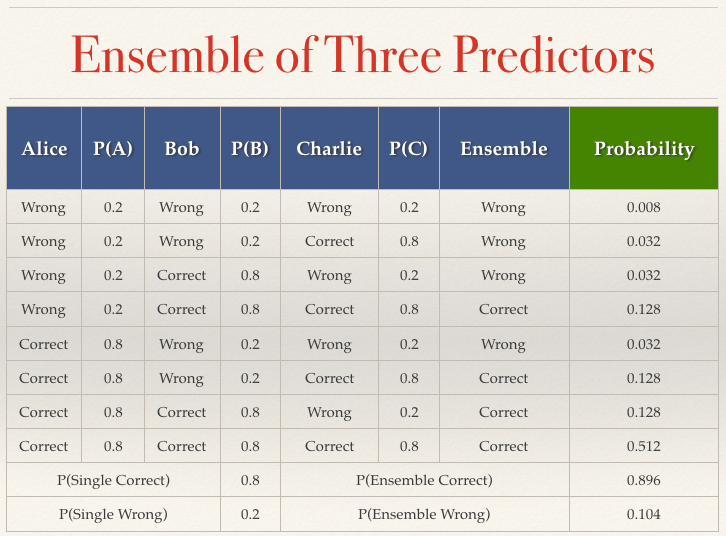 Ensemble of Three Predictors
Alice P(A) Bob P(B) Charlie P(C) Ensemble Probability
Wrong 0.2 Wrong 0.2 Wrong 0.2 Wrong 0.008
Wrong 0.2 Wrong 0.2 Correct 0.8 Wrong 0.032
Wrong 0.2 Correct 0.8 Wrong 0.2 Wrong 0.032
Wrong 0.2 Correct 0.8 Correct 0.8 Correct 0.128
Correct 0.8 Wrong 0.2 Wrong 0.2 Wrong 0.032
Correct 0.8 Wrong 0.2 Correct 0.8 Correct 0.128
Correct 0.8 Correct 0.8 Wrong 0.2 Correct 0.128
Correct 0.8 Correct 0.8 Correct 0.8 Correct 0.512
P(Single Correct) 0.8 P(Ensemble Correct) 0.896
P(Single Wrong) 0.2 P(Ensemble Wrong) 0.104